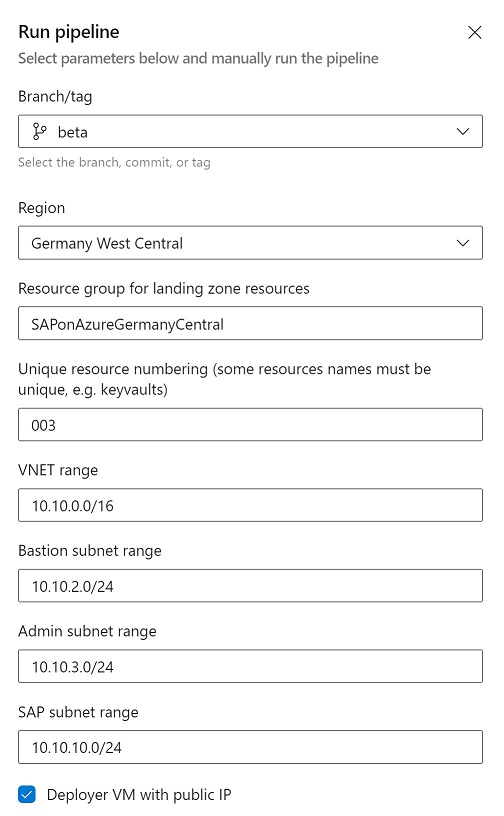 Run pipeline
Select parameters below and manually run the pipeline
Branch/tag
beta
Select the branch, commit, or tag
Region
Germany West Central
Resource group for landing zone resources
SAPonAzureGermanyCentral
Unique resource numbering (some resources names must be
unique, e.g. keyvaults)
003
VNET range
10.10.0.0/16
Bastion subnet range
10.10.2.0/24
Admin subnet range
10.10.3.0/24
SAP subnet range
10.10.10.0/24
Deployer VM with public IP